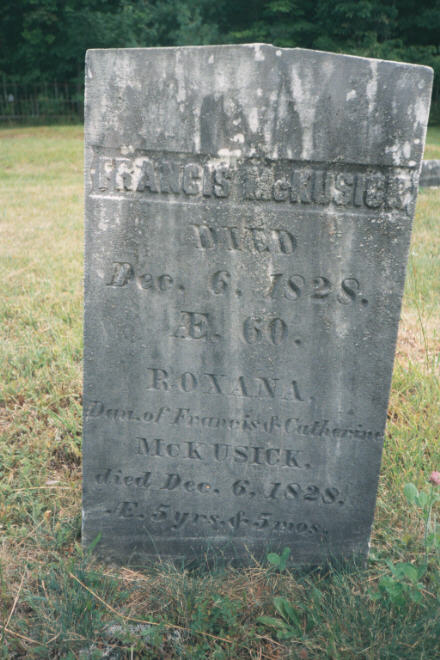 FRANCIS McKUSICK
DIED
Dec. 6, 1828.
Æ. 60.
ROXANA,
Dau. of Francis & Catherine
McKUSICK,
died Dec. 6, 1828.
Æ. 5 yrs. & 5 mos.